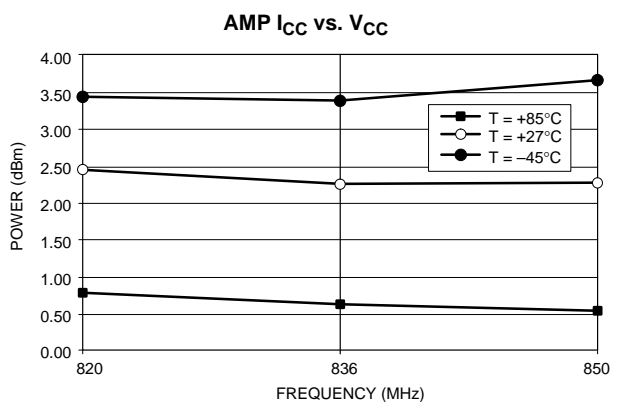 AMP ICC vs. VCC
4.00
3.50
3.00
2.50
2.00
1.50
1.00
0.50
0.00
POWER (dBm)
T = +85°C
T = +27°C
T = –45°C
820
836
850
FREQUENCY (MHz)